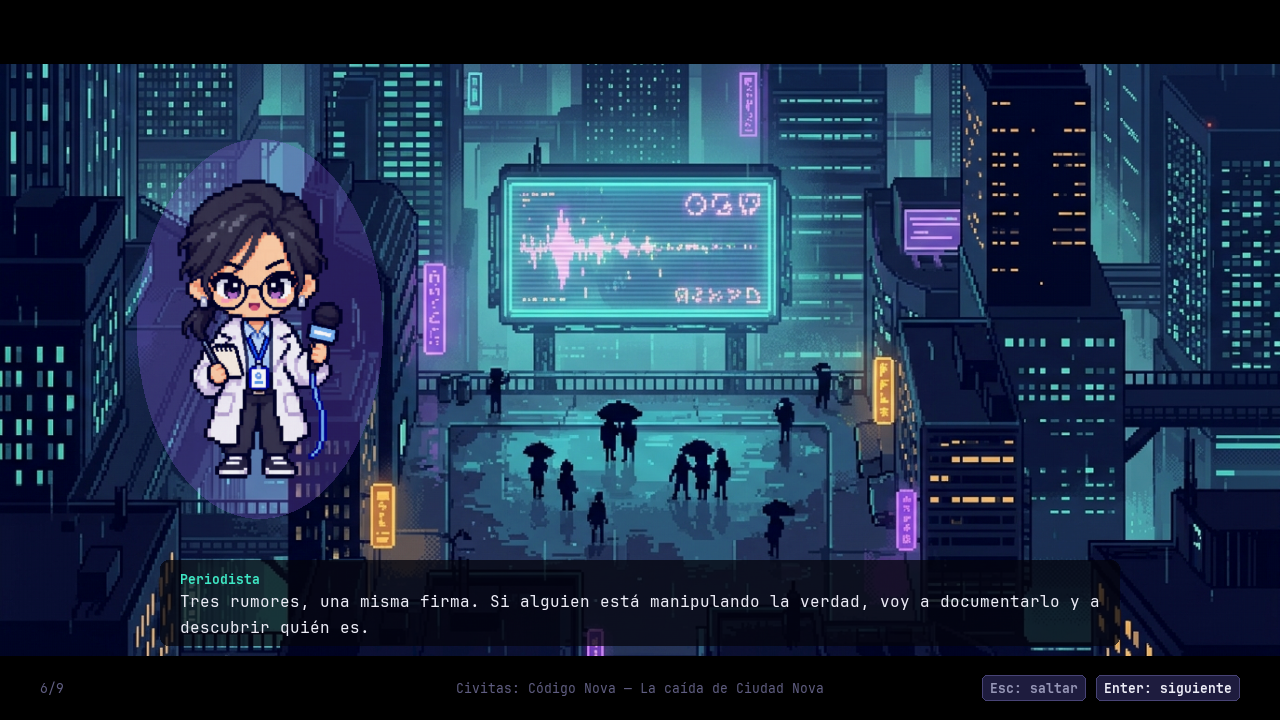 Periodista
Tres rumores, una misma firma. Si alguien está manipulando la verdad, voy a documentarlo y a
descubrir quién es.
6/9
Civitas: Código Nova — La caída de Ciudad Nova
Esc: saltar
Enter: siguiente